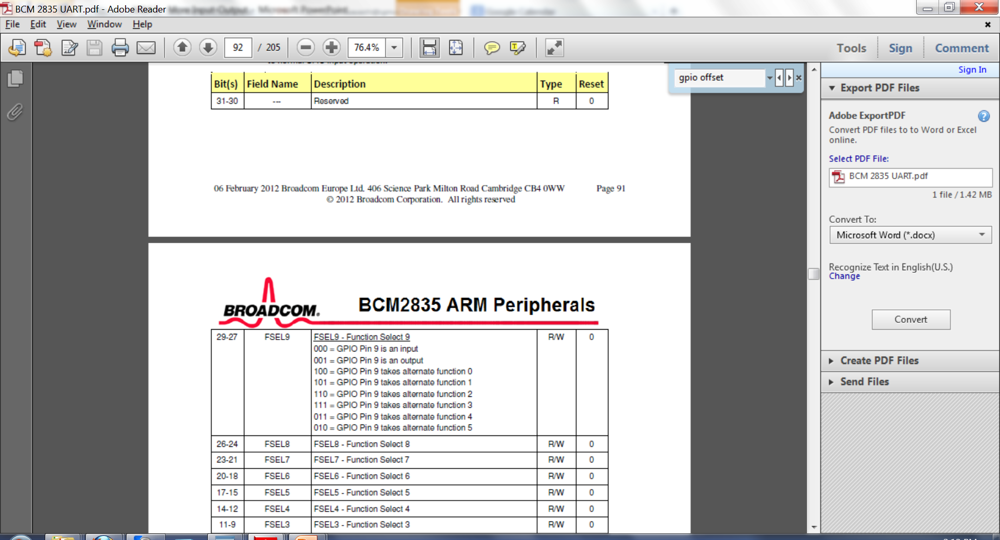 BCM 2835 UART.pdf - Adobe Reader
More Input-Output - Microsoft PowerPoint
Google Calendar
File Edit View Window Help
92 / 205 76.4% Tools Sign Comment
Sign In
gpio offset
Bit(s) Field Name Description Type Reset
31-30 --- Reserved R 0
06 February 2012 Broadcom Europe Ltd. 406 Science Park Milton Road Cambridge CB4 0WW Page 91
© 2012 Broadcom Corporation. All rights reserved
BROADCOM. BCM2835 ARM Peripherals
29-27 FSEL9 FSEL9 - Function Select 9 R/W 0
000 = GPIO Pin 9 is an input
001 = GPIO Pin 9 is an output
100 = GPIO Pin 9 takes alternate function 0
101 = GPIO Pin 9 takes alternate function 1
110 = GPIO Pin 9 takes alternate function 2
111 = GPIO Pin 9 takes alternate function 3
011 = GPIO Pin 9 takes alternate function 4
010 = GPIO Pin 9 takes alternate function 5
26-24 FSEL8 FSEL8 - Function Select 8 R/W 0
23-21 FSEL7 FSEL7 - Function Select 7 R/W 0
20-18 FSEL6 FSEL6 - Function Select 6 R/W 0
17-15 FSEL5 FSEL5 - Function Select 5 R/W 0
14-12 FSEL4 FSEL4 - Function Select 4 R/W 0
11-9 FSEL3 FSEL3 - Function Select 3 R/W 0
Export PDF Files
Adobe ExportPDF
Convert PDF files to to Word or Excel
online.
Select PDF File:
BCM 2835 UART.pdf
1 file / 1.42 MB
Convert To:
Microsoft Word (*.docx)
Recognize Text in English(U.S.)
Change
Convert
Create PDF Files
Send Files